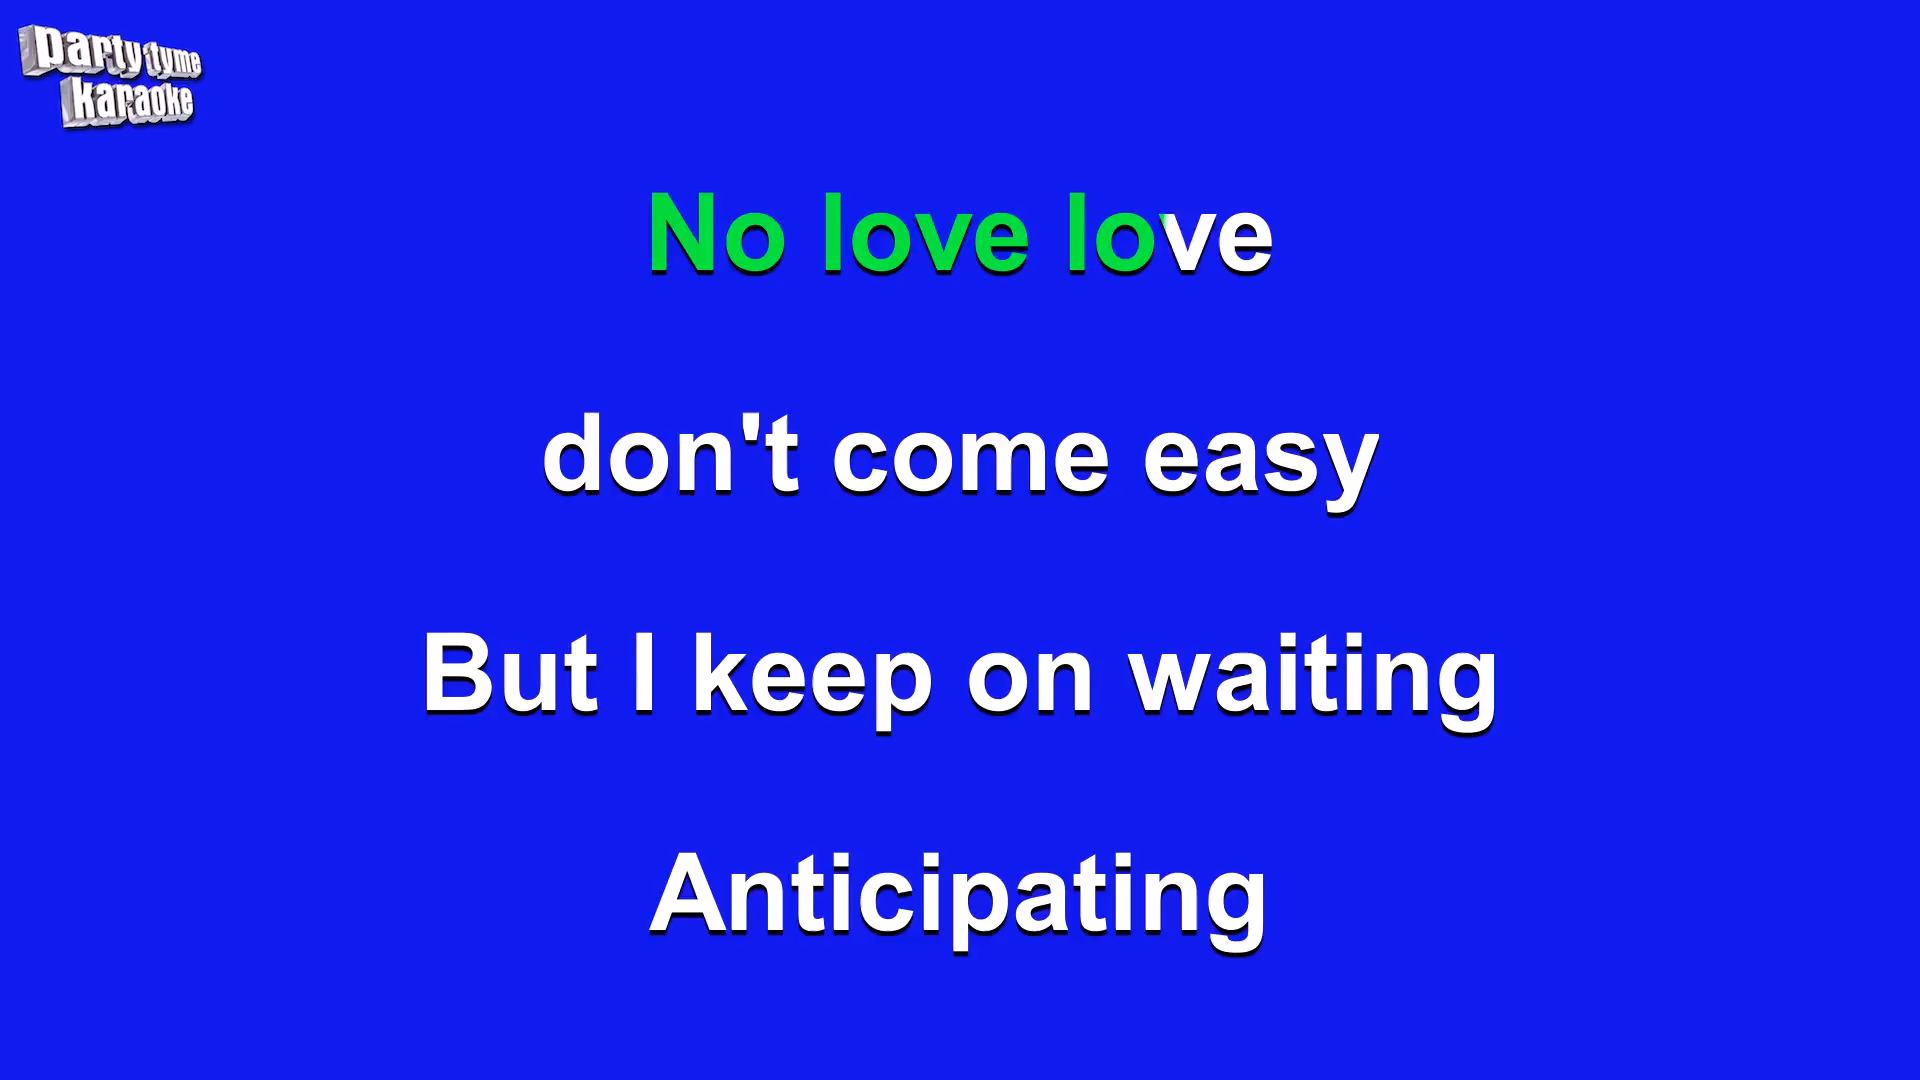 party tyme
karaoke
No love love
don't come easy
But I keep on waiting
Anticipating